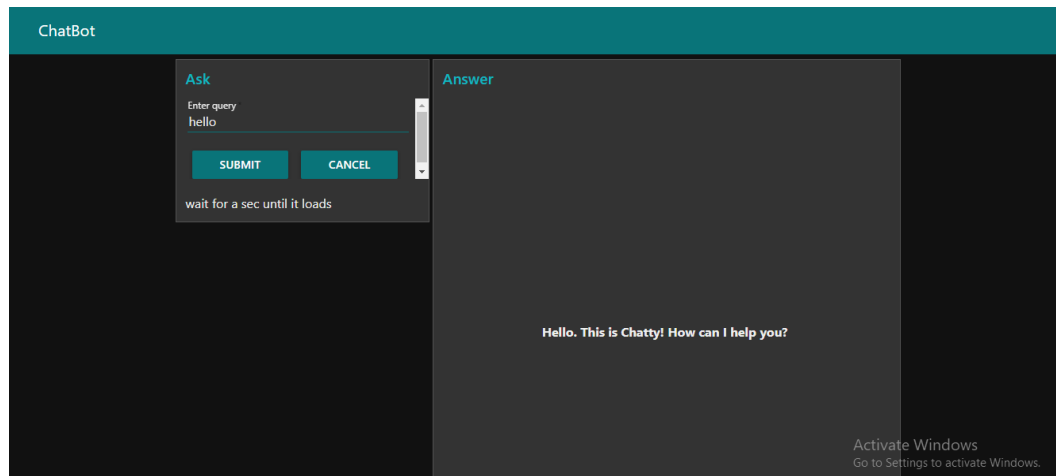 ChatBot
Ask
Enter query
hello
SUBMIT
CANCEL
wait for a sec until it loads
Answer
Hello. This is Chatty! How can I help you?
Activate Windows
Go to Settings to activate Windows.